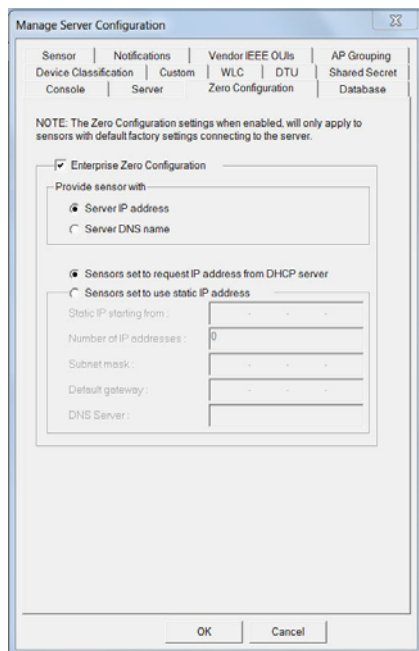 Manage Server Configuration
Sensor Notifications Vendor IEEE OUIs AP Grouping
Device Classification Custom WLC DTU Shared Secret
Console Server Zero Configuration Database
NOTE: The Zero Configuration settings when enabled, will only apply to
sensors with default factory settings connecting to the server.
Enterprise Zero Configuration
Provide sensor with
Server IP address
Server DNS name
Sensors set to request IP address from DHCP server
Sensors set to use static IP address
Static IP starting from :
Number of IP addresses : 0
Subnet mask :
Default gateway :
DNS Server :
OK Cancel